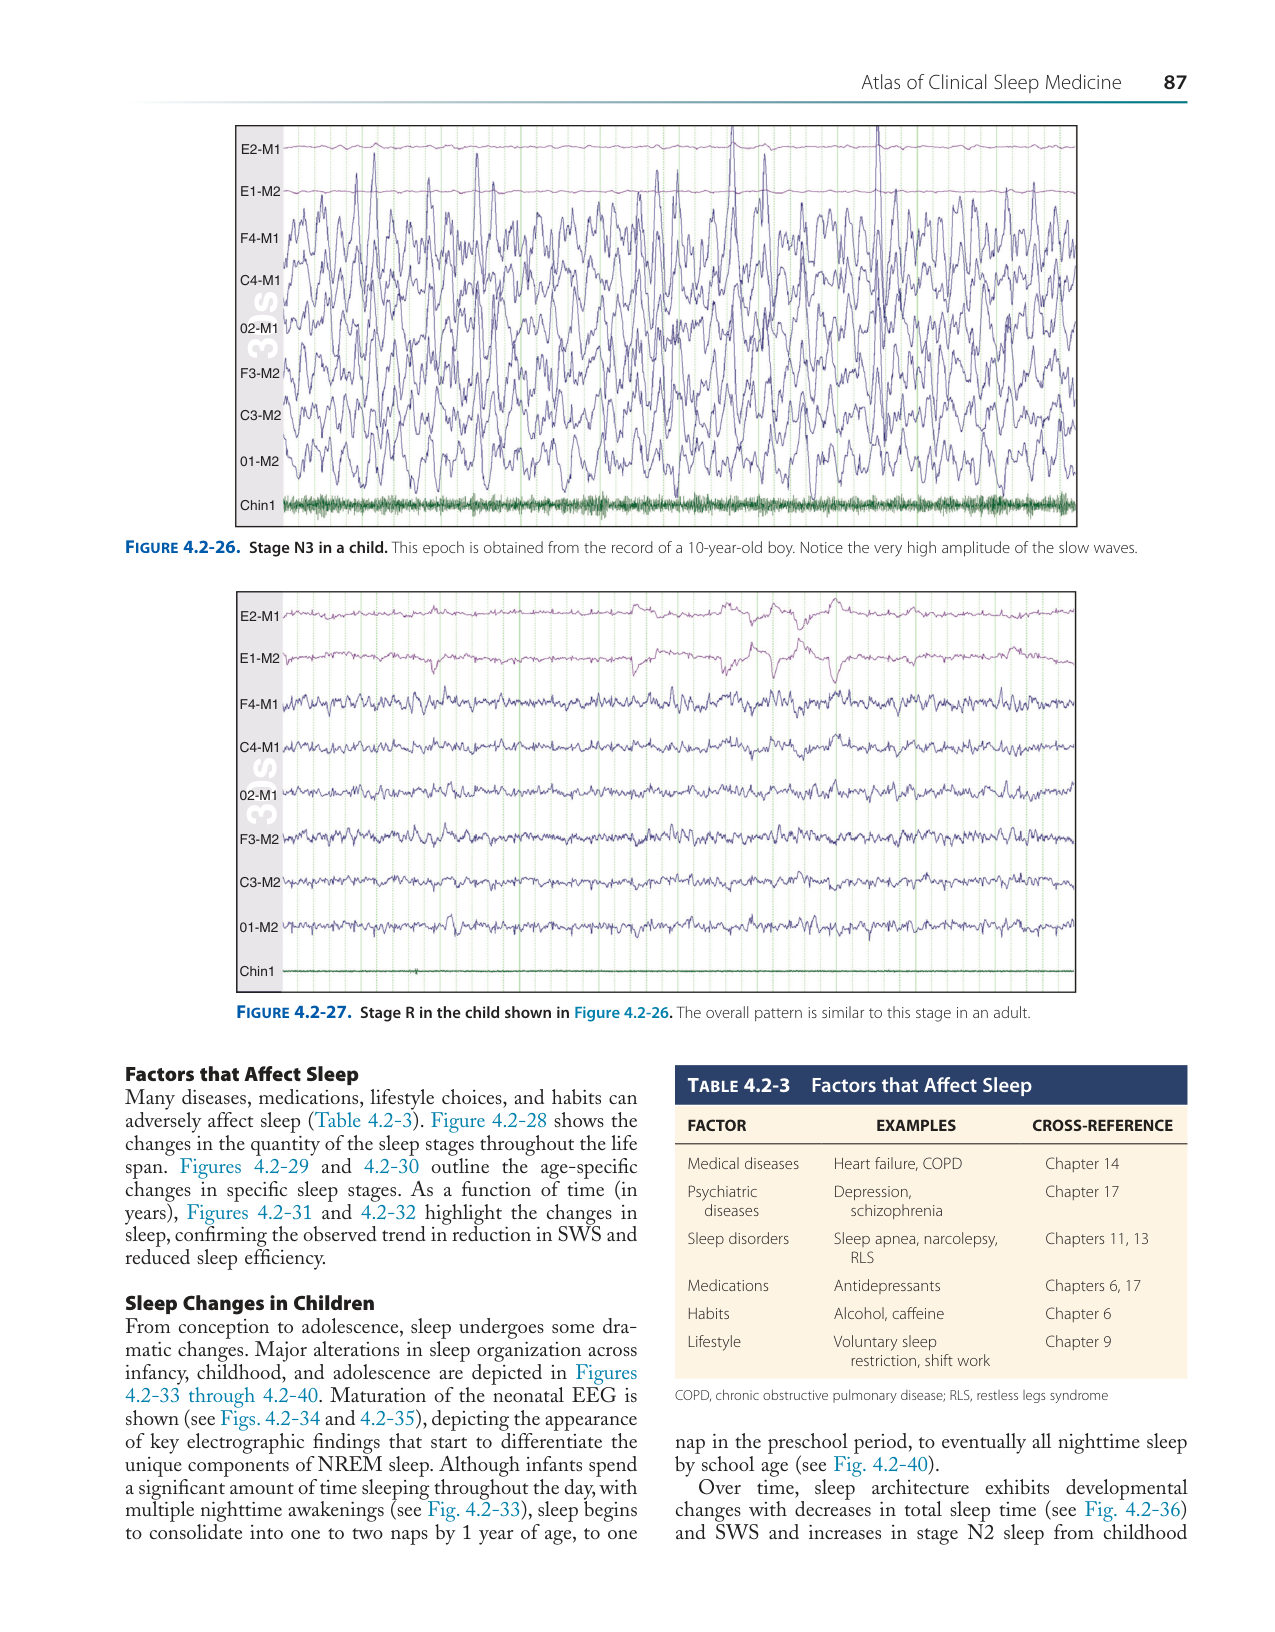 Atlas of Clinical Sleep Medicine 87
E2-M1
E1-M2
F4-M1
C4-M1
30s
02-M1
F3-M2
C3-M2
01-M2
Chin1
FIGURE 4.2-26. Stage N3 in a child. This epoch is obtained from the record of a 10-year-old boy. Notice the very high amplitude of the slow waves.
E2-M1
E1-M2
F4-M1
C4-M1
30s
02-M1
F3-M2
C3-M2
01-M2
Chin1
FIGURE 4.2-27. Stage R in the child shown in Figure 4.2-26. The overall pattern is similar to this stage in an adult.
Factors that Affect Sleep
Many diseases, medications, lifestyle choices, and habits can
adversely affect sleep (Table 4.2-3). Figure 4.2-28 shows the
changes in the quantity of the sleep stages throughout the life
span. Figures 4.2-29 and 4.2-30 outline the age-specific
changes in specific sleep stages. As a function of time (in
years), Figures 4.2-31 and 4.2-32 highlight the changes in
sleep, confirming the observed trend in reduction in SWS and
reduced sleep efficiency.
Sleep Changes in Children
From conception to adolescence, sleep undergoes some dra-
matic changes. Major alterations in sleep organization across
infancy, childhood, and adolescence are depicted in Figures
4.2-33 through 4.2-40. Maturation of the neonatal EEG is
shown (see Figs. 4.2-34 and 4.2-35), depicting the appearance
of key electrographic findings that start to differentiate the
unique components of NREM sleep. Although infants spend
a significant amount of time sleeping throughout the day, with
multiple nighttime awakenings (see Fig. 4.2-33), sleep begins
to consolidate into one to two naps by 1 year of age, to one
TABLE 4.2-3 Factors that Affect Sleep
FACTOR EXAMPLES CROSS-REFERENCE
Medical diseases Heart failure, COPD Chapter 14
Psychiatric Depression, Chapter 17
diseases schizophrenia
Sleep disorders Sleep apnea, narcolepsy, Chapters 11, 13
RLS
Medications Antidepressants Chapters 6, 17
Habits Alcohol, caffeine Chapter 6
Lifestyle Voluntary sleep Chapter 9
restriction, shift work
COPD, chronic obstructive pulmonary disease; RLS, restless legs syndrome
nap in the preschool period, to eventually all nighttime sleep
by school age (see Fig. 4.2-40).
Over time, sleep architecture exhibits developmental
changes with decreases in total sleep time (see Fig. 4.2-36)
and SWS and increases in stage N2 sleep from childhood